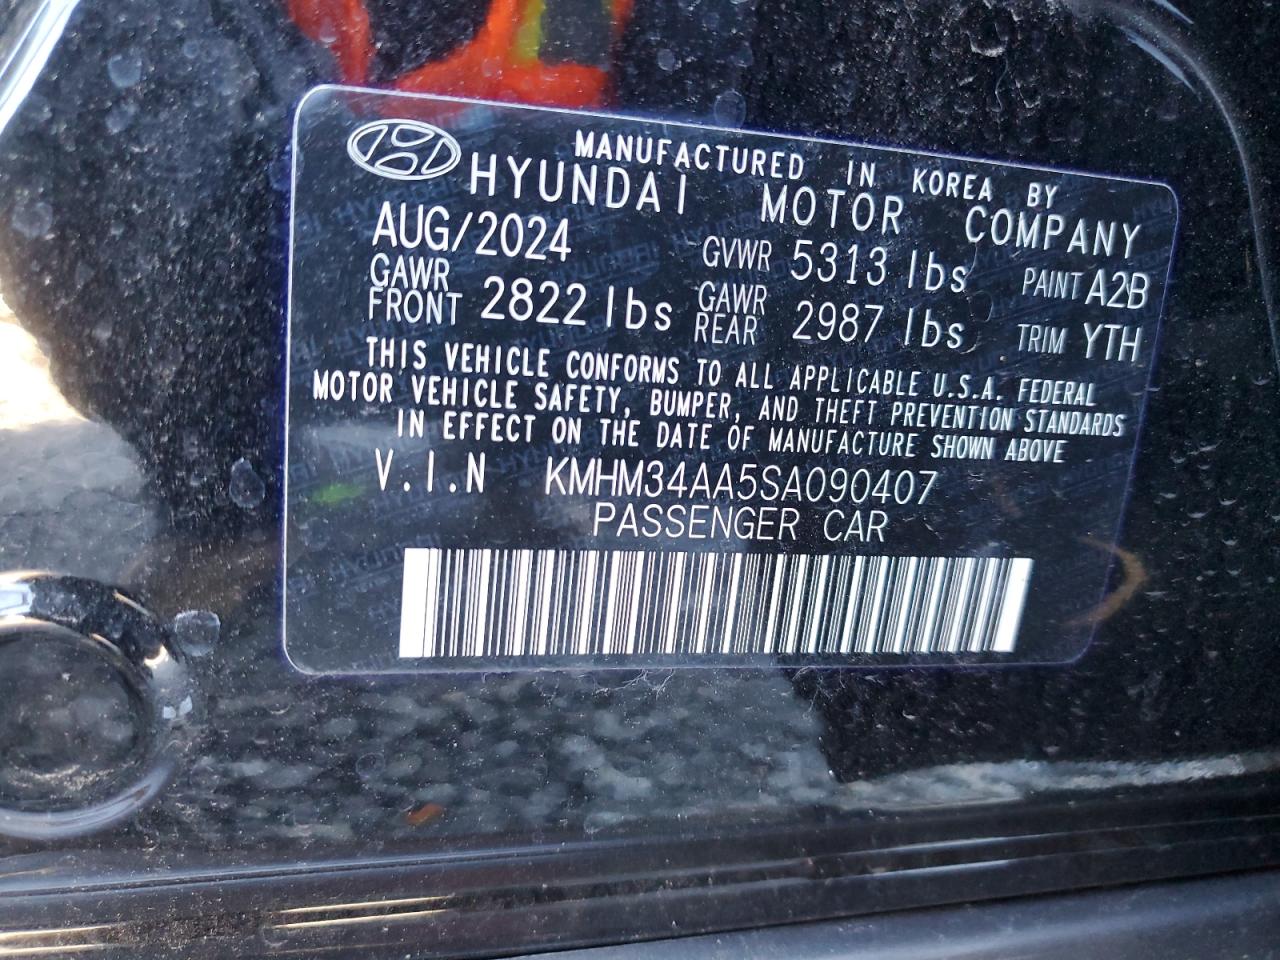 MANUFACTURED IN KOREA BY
HYUNDAI MOTOR COMPANY
AUG/2024 GVWR 5313 lbs PAINT A2B
GAWR FRONT 2822 lbs GAWR REAR 2987 lbs TRIM YTH
THIS VEHICLE CONFORMS TO ALL APPLICABLE U.S.A. FEDERAL
MOTOR VEHICLE SAFETY, BUMPER, AND THEFT PREVENTION STANDARDS
IN EFFECT ON THE DATE OF MANUFACTURE SHOWN ABOVE
V.I.N KMHM34AA5SA090407
PASSENGER CAR